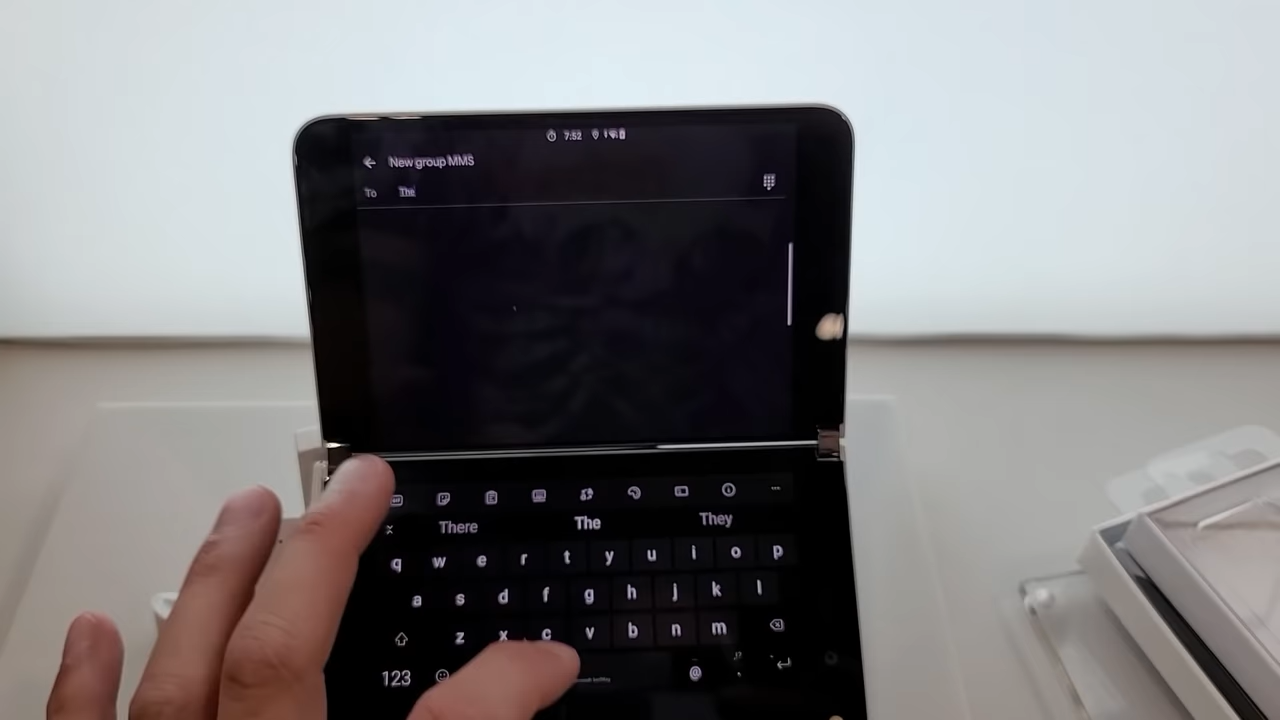 7:52
New group MMS
To The
There The They
q w e r t y u i o p
a s d f g h j k l
z x c v b n m
123 @